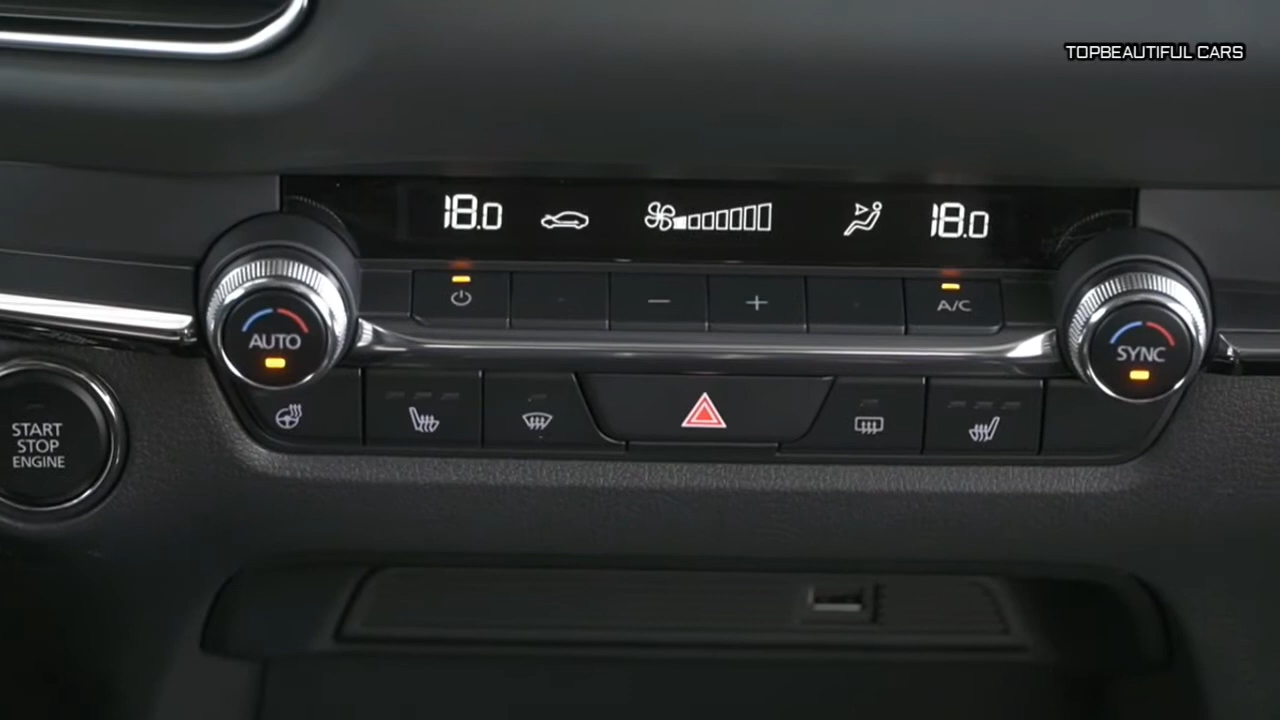 TOPBEAUTIFUL CARS
18.0
18.0
A/C
AUTO
SYNC
START
STOP
ENGINE